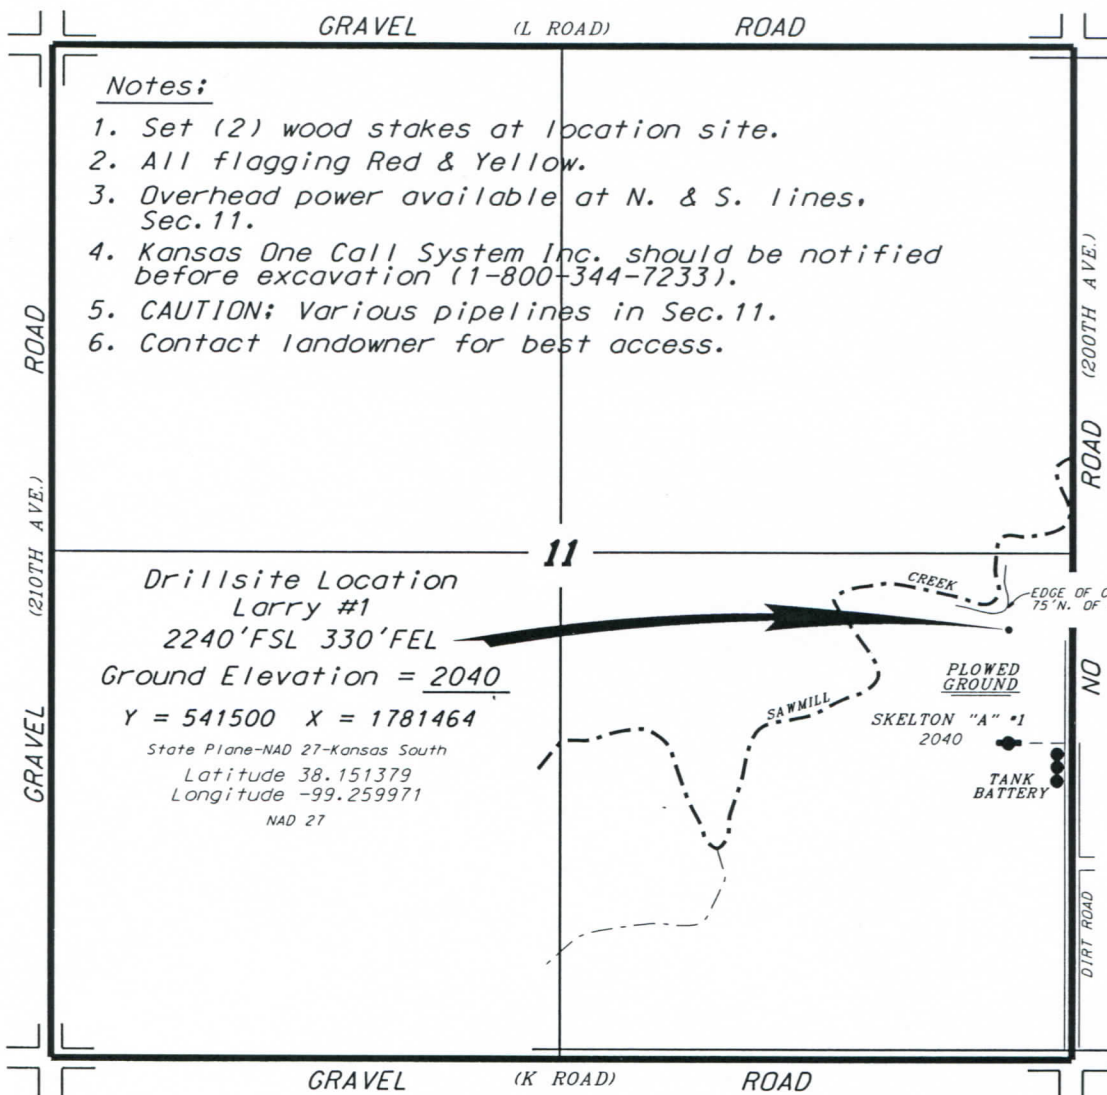 GRAVEL (L ROAD) ROAD
Notes:
1. Set (2) wood stakes at location site.
2. All flagging Red & Yellow.
3. Overhead power available at N. & S. lines,
Sec.11.
4. Kansas One Call System Inc. should be notified
before excavation (1-800-344-7233).
5. CAUTION: Various pipelines in Sec.11.
6. Contact landowner for best access.
GRAVEL (210TH AVE.) ROAD
NO ROAD (200TH AVE.)
11
Drillsite Location
Larry #1
2240'FSL 330'FEL
Ground Elevation = 2040
Y = 541500 X = 1781464
State Plane-NAD 27-Kansas South
Latitude 38.151379
Longitude -99.259971
NAD 27
SAWMILL CREEK
EDGE OF
75'N. OF
PLOWED
GROUND
SKELTON "A" #1
2040
TANK
BATTERY
DIRT ROAD
GRAVEL (K ROAD) ROAD